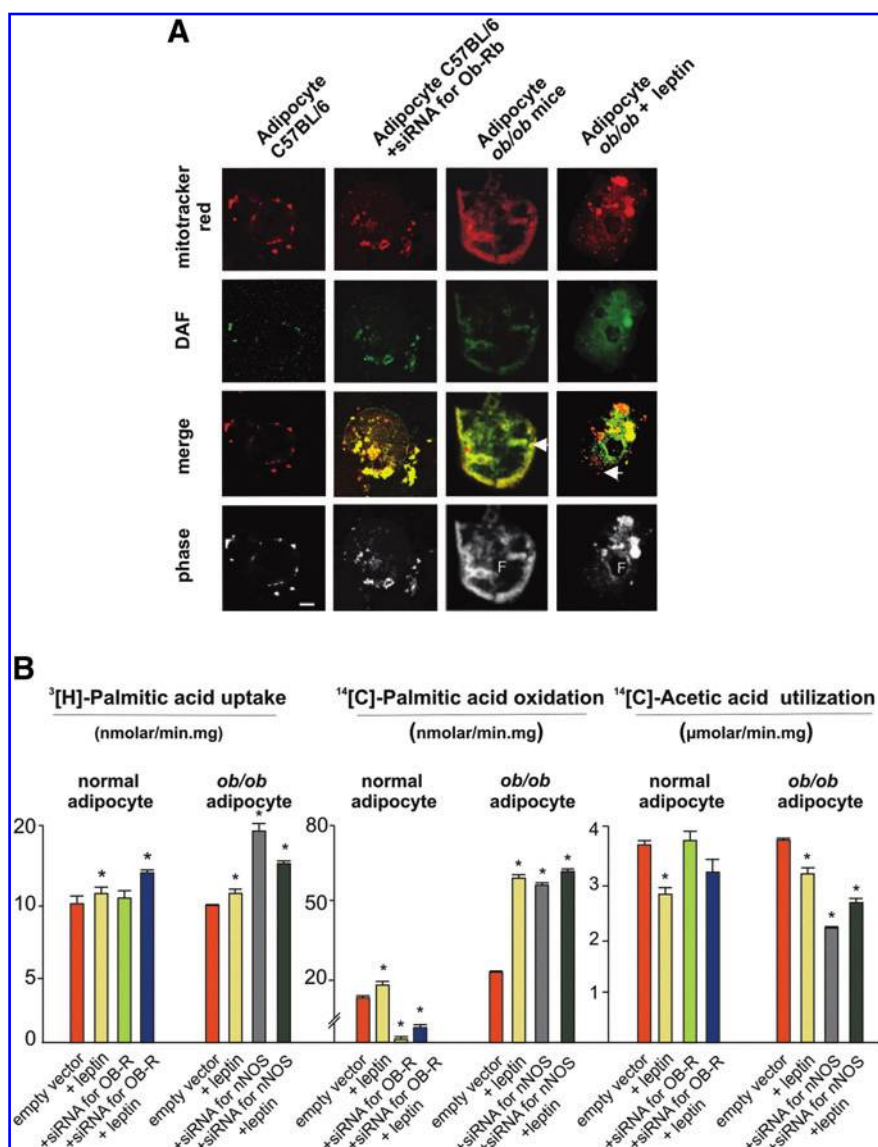 A
Adipocyte
C57BL/6
Adipocyte C57BL/6
+siRNA for Ob-Rb
Adipocyte
ob/ob mice
Adipocyte
ob/ob + leptin
mitotracker
red
DAF
merge
phase
F
F
B
³[H]-Palmitic acid uptake
(nmolar/min.mg)
¹⁴[C]-Palmitic acid oxidation
(nmolar/min.mg)
¹⁴[C]-Acetic acid utilization
(µmolar/min.mg)
normal
adipocyte
ob/ob
adipocyte
normal
adipocyte
ob/ob
adipocyte
normal
adipocyte
ob/ob
adipocyte
20
10
5
0
* * * * *
80
50
20
* * * * * *
4
3
2
1
* * * *
empty vector
+ leptin
+siRNA for OB-R
+siRNA for OB-R
+ leptin
empty vector
+ leptin
+siRNA for nNOS
+siRNA for nNOS
+leptin
empty vector
+ leptin
+siRNA for OB-R
+siRNA for OB-R
+ leptin
empty vector
+ leptin
+siRNA for nNOS
+siRNA for nNOS
+leptin
empty vector
+ leptin
+siRNA for OB-R
+siRNA for OB-R
+ leptin
empty vector
+ leptin
+siRNA for nNOS
+siRNA for nNOS
+leptin